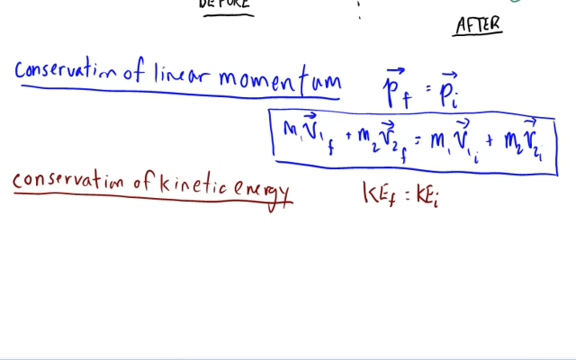 BEFORE
AFTER
conservation of linear momentum p⃗f = p⃗i
m₁v⃗₁f + m₂v⃗₂f = m₁v⃗₁i + m₂v⃗₂i
conservation of kinetic energy KEf = KEi